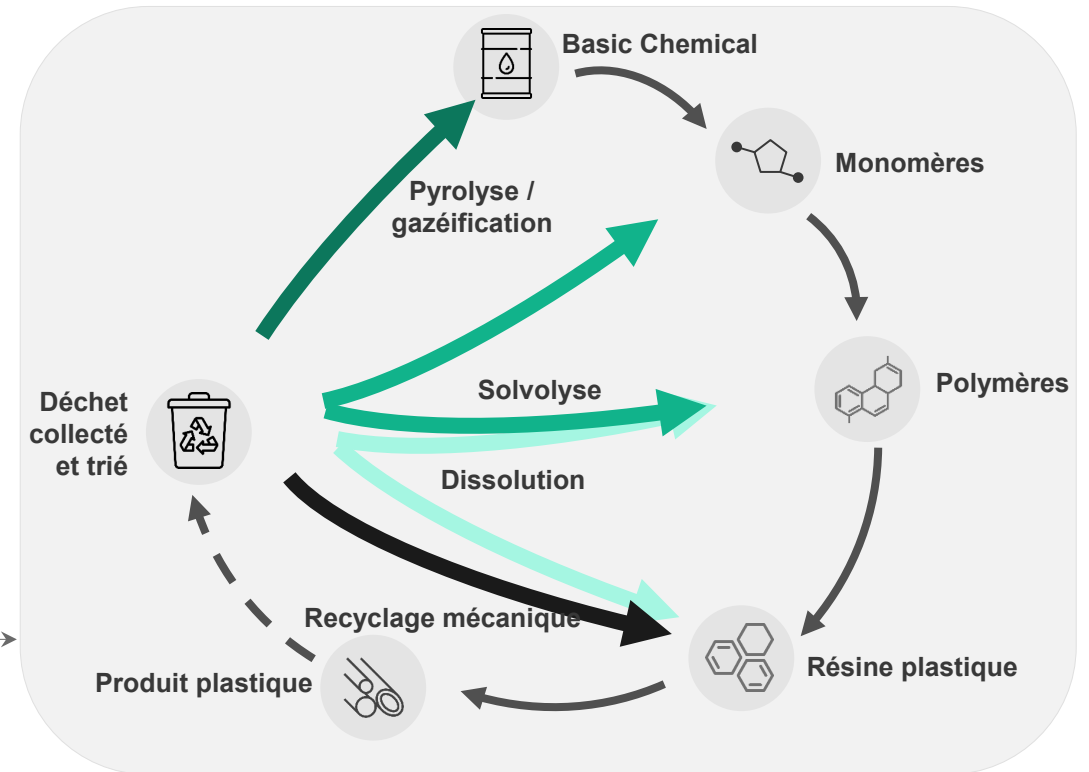 Basic Chemical
Monomères
Pyrolyse /
gazéification
Polymères
Solvolyse
Déchet
collecté
et trié
Dissolution
Recyclage mécanique
Résine plastique
Produit plastique